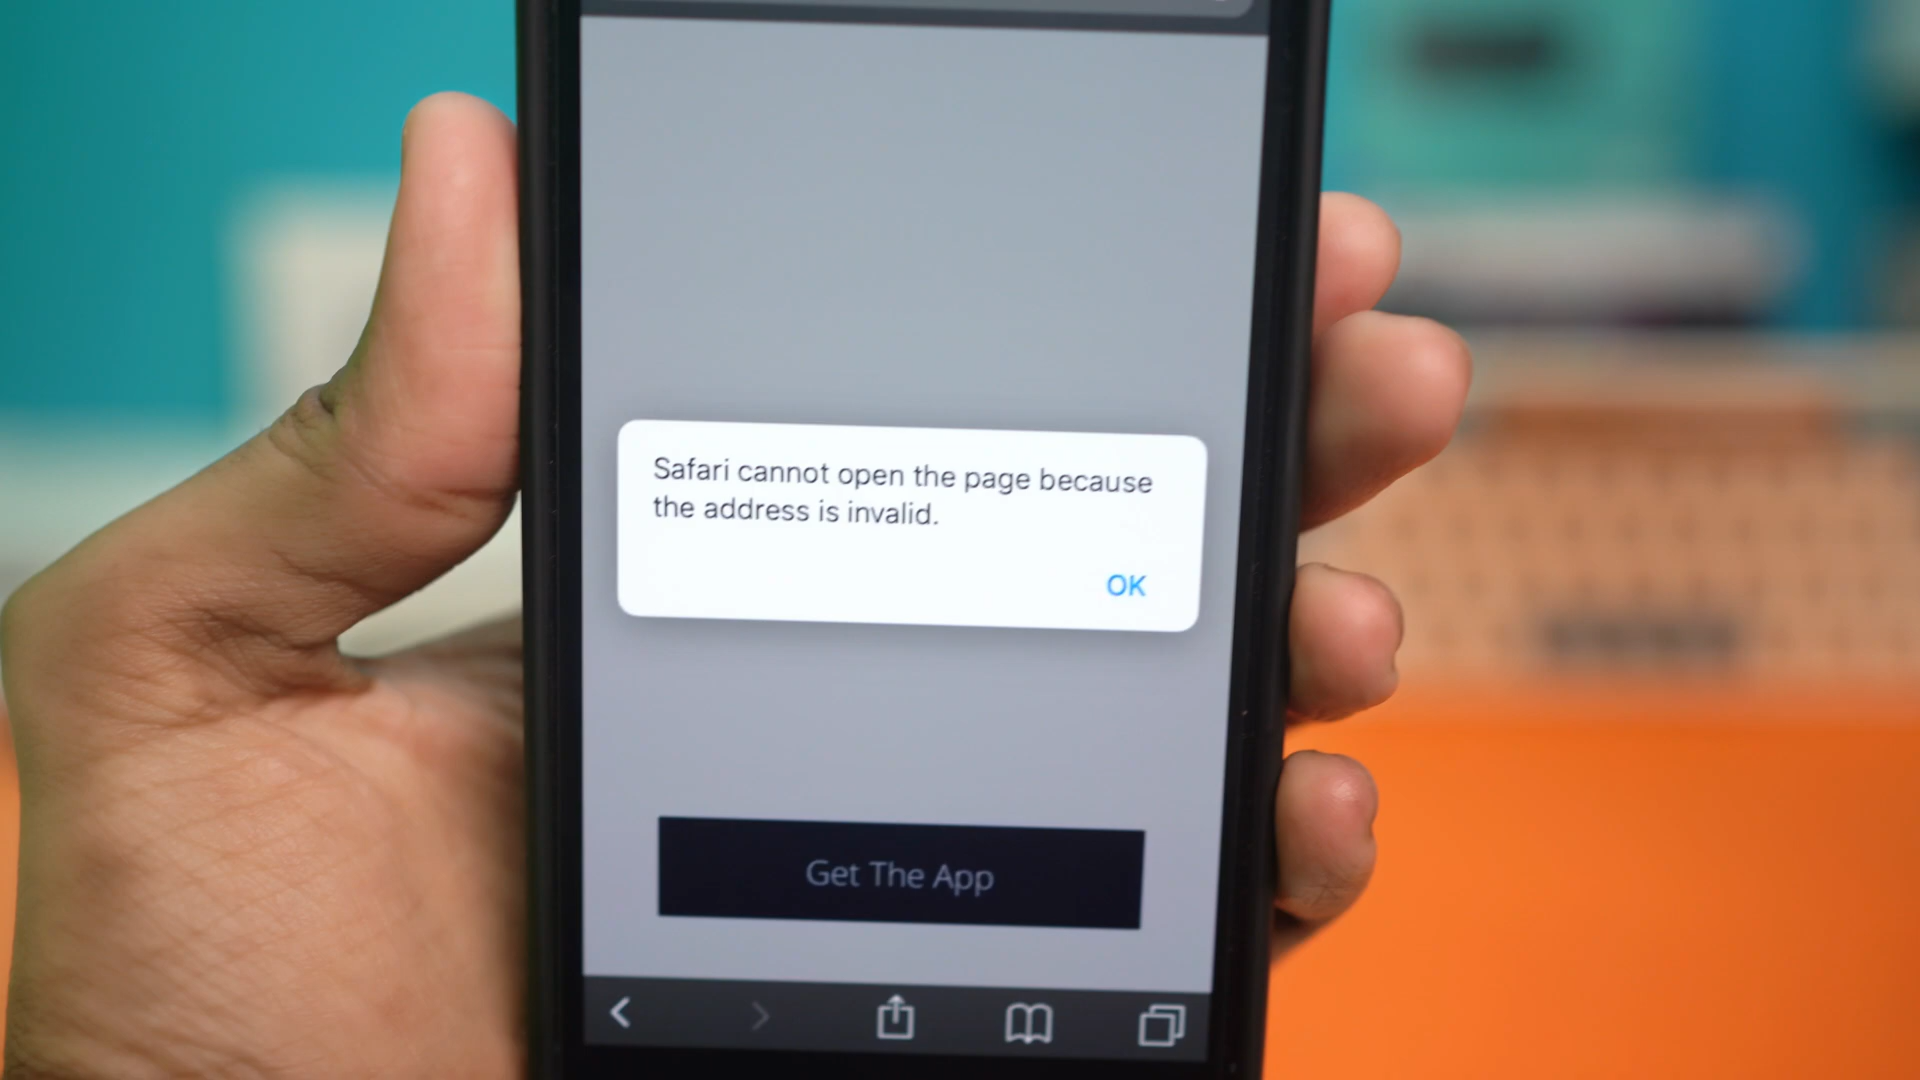 Safari cannot open the page because
the address is invalid.
OK
Get The App